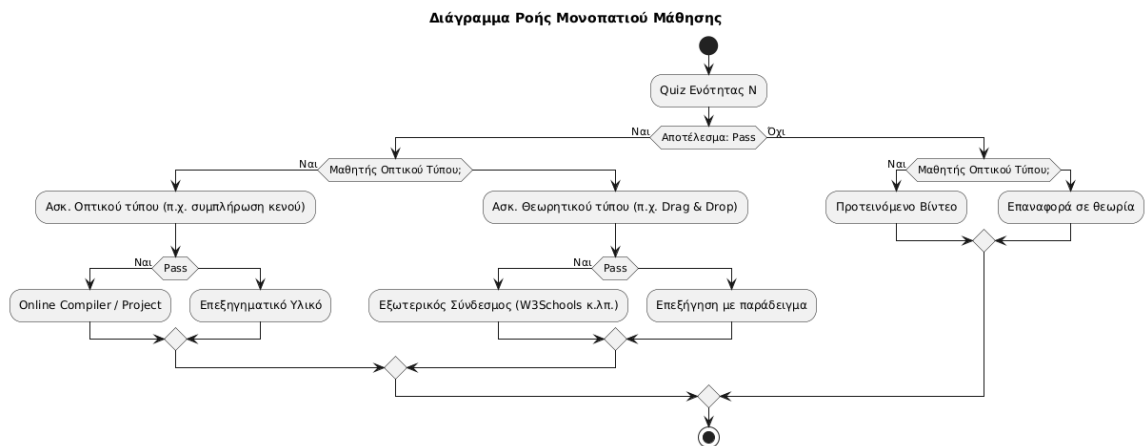 Διάγραμμα Ροής Μονοπατιού Μάθησης
Quiz Ενότητας Ν
Ναι
Αποτέλεσμα: Pass
Όχι
Ναι
Μαθητής Οπτικού Τύπου;
Ναι
Μαθητής Οπτικού Τύπου;
Ασκ. Οπτικού τύπου (π.χ. συμπλήρωση κενού)
Ασκ. Θεωρητικού τύπου (π.χ. Drag & Drop)
Προτεινόμενο Βίντεο
Επαναφορά σε θεωρία
Ναι
Pass
Ναι
Pass
Online Compiler / Project
Επεξηγηματικό Υλικό
Εξωτερικός Σύνδεσμος (W3Schools κ.λπ.)
Επεξήγηση με παράδειγμα